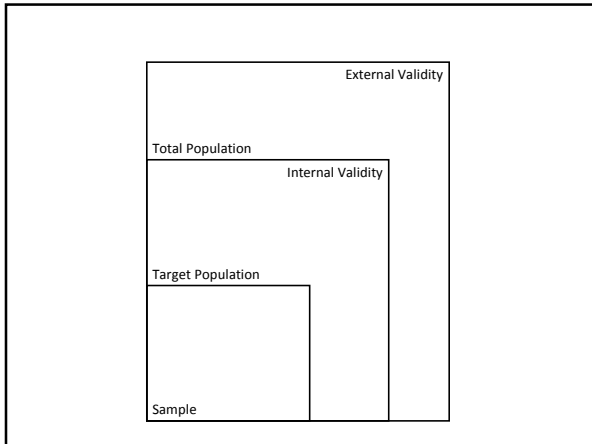 External Validity
Total Population
Internal Validity
Target Population
Sample